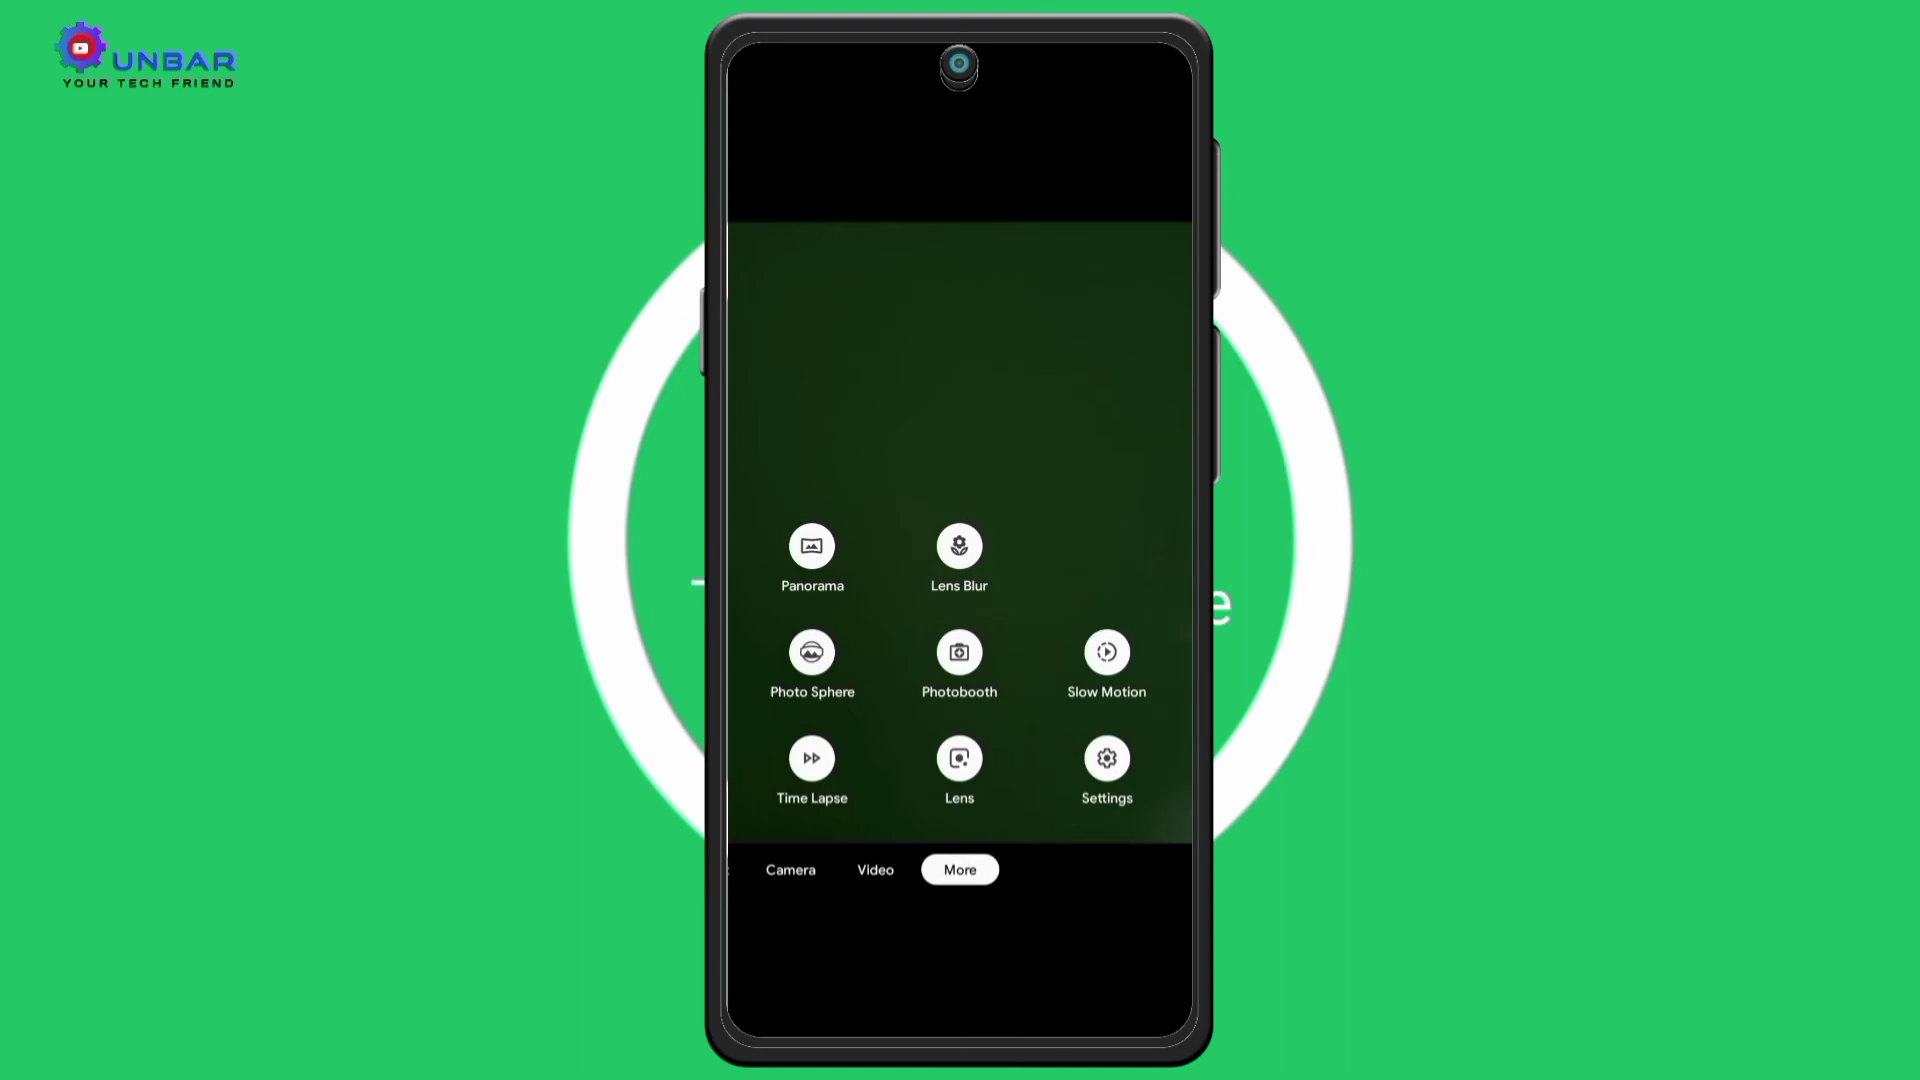 UNBAR
YOUR TECH FRIEND
Panorama
Lens Blur
Photo Sphere
Photobooth
Slow Motion
Time Lapse
Lens
Settings
Camera
Video
More